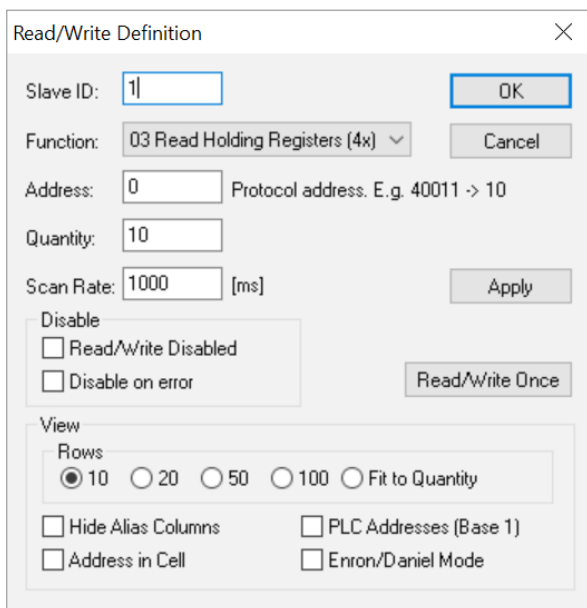 Read/Write Definition
Slave ID: 1 OK
Function: 03 Read Holding Registers (4x) Cancel
Address: 0 Protocol address. E.g. 40011 -> 10
Quantity: 10
Scan Rate: 1000 [ms] Apply
Disable
Read/Write Disabled
Disable on error Read/Write Once
View
Rows
10 20 50 100 Fit to Quantity
Hide Alias Columns PLC Addresses (Base 1)
Address in Cell Enron/Daniel Mode